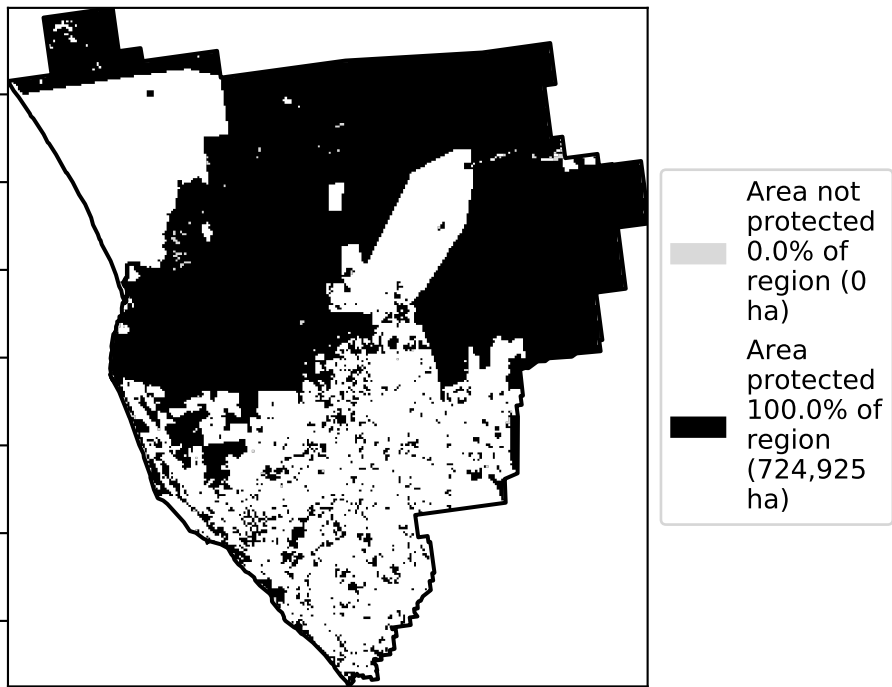 Area not
protected
0.0% of
region (0
ha)
Area
protected
100.0% of
region
(724,925
ha)